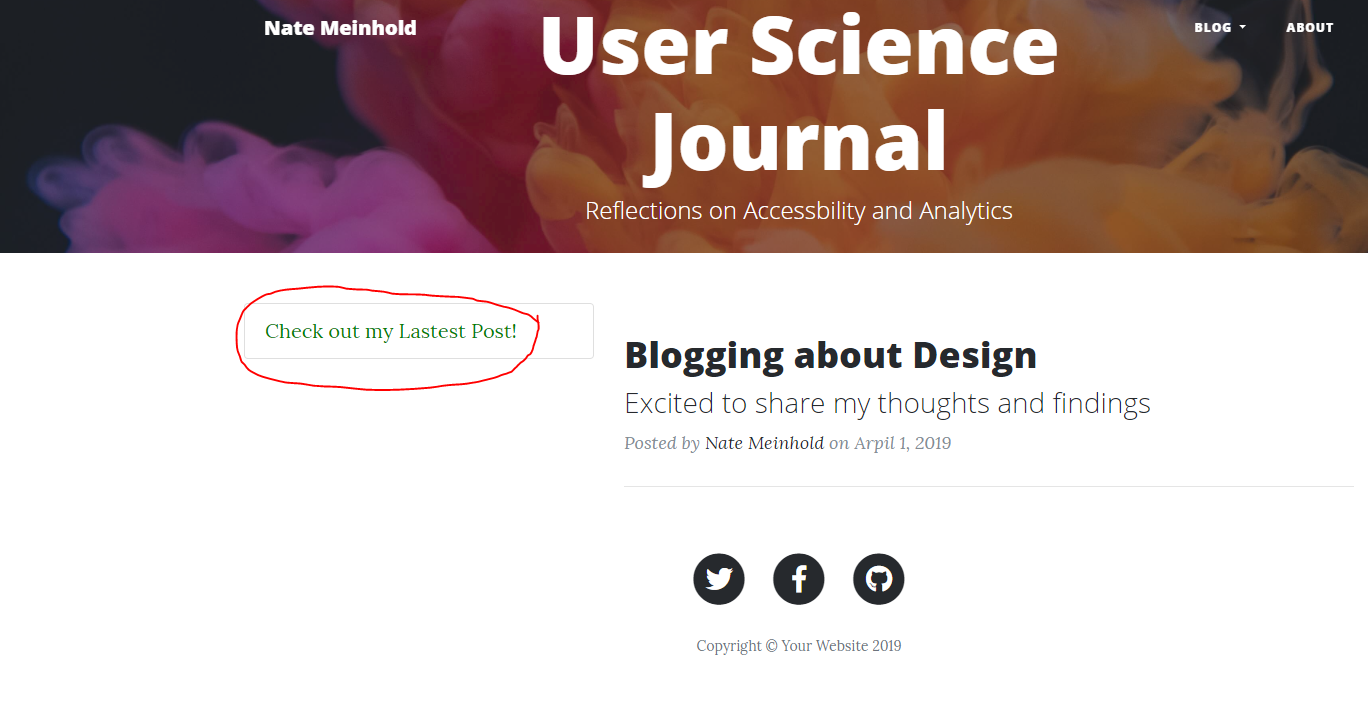 Nate Meinhold
BLOG
ABOUT
User Science
Journal
Reflections on Accessbility and Analytics
Check out my Lastest Post!
Blogging about Design
Excited to share my thoughts and findings
Posted by Nate Meinhold on Arpil 1, 2019
Copyright © Your Website 2019